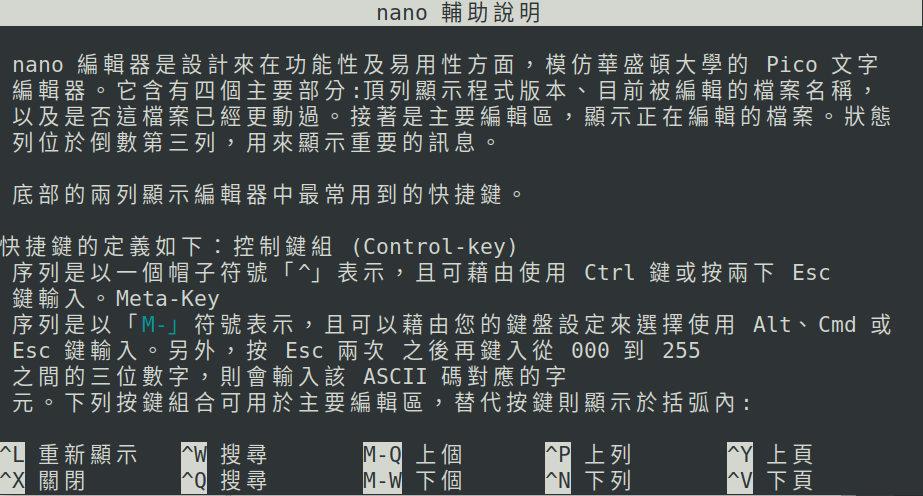 nano 輔助說明
nano 編輯器是設計來在功能性及易用性方面，模仿華盛頓大學的 Pico 文字
編輯器。它含有四個主要部分：頂列顯示程式版本、目前被編輯的檔案名稱，
以及是否這檔案已經更動過。接著是主要編輯區，顯示正在編輯的檔案。狀態
列位於倒數第三列，用來顯示重要的訊息。
底部的兩列顯示編輯器中最常用到的快捷鍵。
快捷鍵的定義如下：控制鍵組 (Control-key)
序列是以一個帽子符號「^」表示，且可藉由使用 Ctrl 鍵或按兩下 Esc
鍵輸入。Meta-Key
序列是以「M-」符號表示，且可以藉由您的鍵盤設定來選擇使用 Alt、Cmd 或
Esc 鍵輸入。另外，按 Esc 兩次 之後再鍵入從 000 到 255
之間的三位數字，則會輸入該 ASCII 碼對應的字
元。下列按鍵組合可用於主要編輯區，替代按鍵則顯示於括弧內:
^L 重新顯示 ^W 搜尋 M-Q 上個 ^P 上列 ^Y 上頁
^X 關閉 ^Q 搜尋 M-W 下個 ^N 下列 ^V 下頁